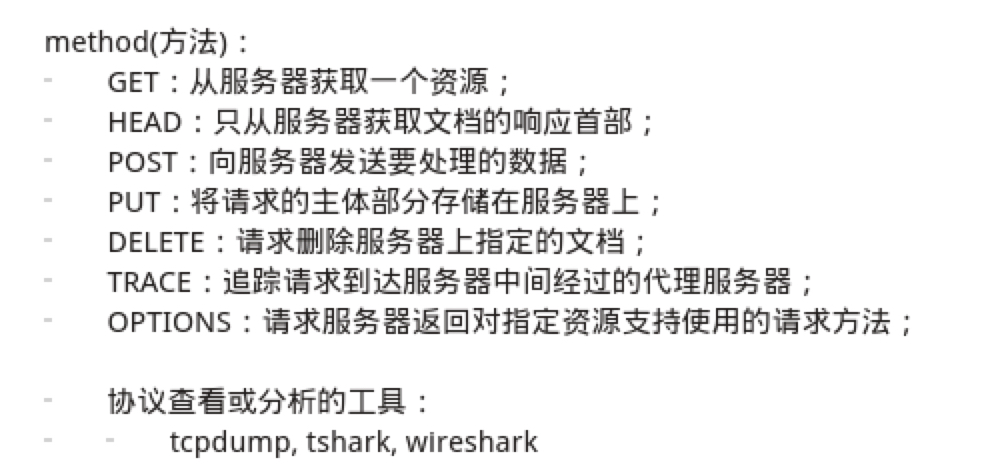 method(方法)：
- GET：从服务器获取一个资源；
- HEAD：只从服务器获取文档的响应首部；
- POST：向服务器发送要处理的数据；
- PUT：将请求的主体部分存储在服务器上；
- DELETE：请求删除服务器上指定的文档；
- TRACE：追踪请求到达服务器中间经过的代理服务器；
- OPTIONS：请求服务器返回对指定资源支持使用的请求方法；
- 协议查看或分析的工具：
- - tcpdump, tshark, wireshark